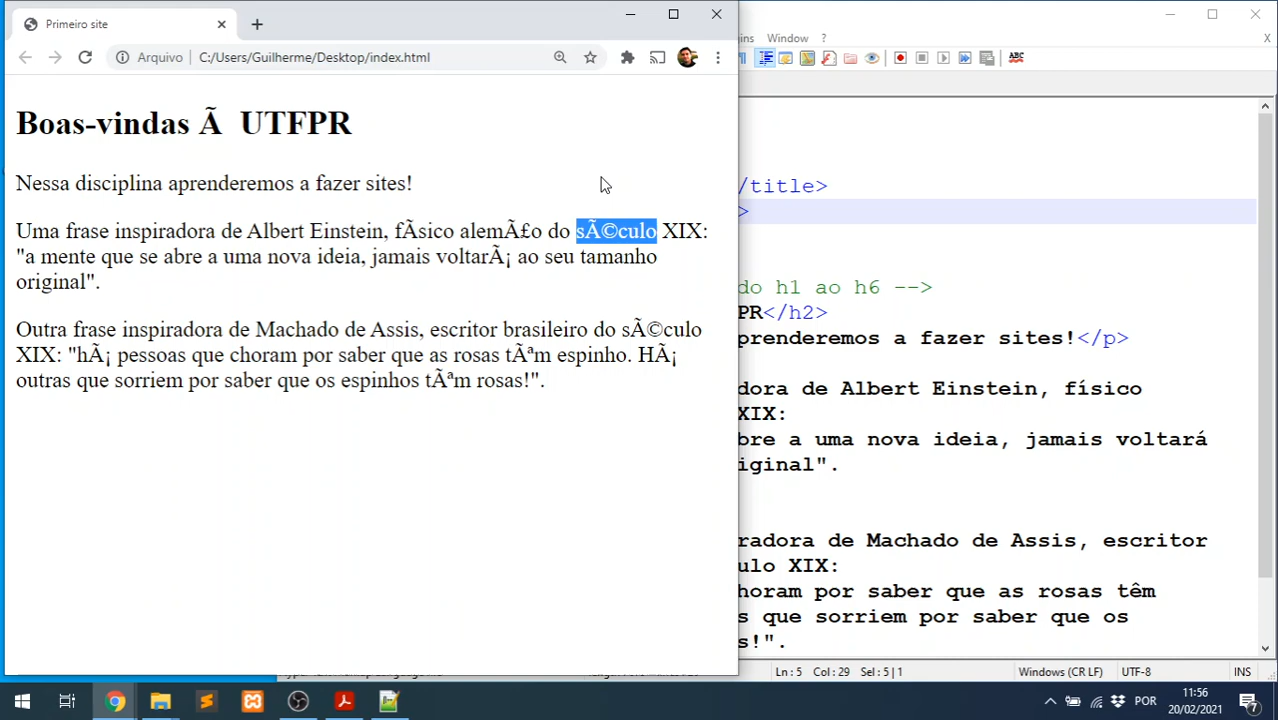 Primeiro site
Arquivo
C:/Users/Guilherme/Desktop/index.html
Boas-vindas Ã UTFPR
Nessa disciplina aprenderemos a fazer sites!
Uma frase inspiradora de Albert Einstein, fÃsico alemÃ£o do sÃ©culo XIX:
"a mente que se abre a uma nova ideia, jamais voltarÃ¡ ao seu tamanho
original".
Outra frase inspiradora de Machado de Assis, escritor brasileiro do sÃ©culo
XIX: "hÃ¡ pessoas que choram por saber que as rosas tÃªm espinho. HÃ¡
outras que sorriem por saber que os espinhos tÃªm rosas!".
Window ?
X
ABC
/title>
>
do h1 ao h6 -->
PR</h2>
prenderemos a fazer sites!</p>
dora de Albert Einstein, físico
XIX:
bre a uma nova ideia, jamais voltará
iginal".
radora de Machado de Assis, escritor
ulo XIX:
horam por saber que as rosas têm
s que sorriem por saber que os
s!".
Ln : 5 Col : 29 Sel : 5 | 1
Windows (CR LF)
UTF-8
INS
POR
11:56
20/02/2021
7